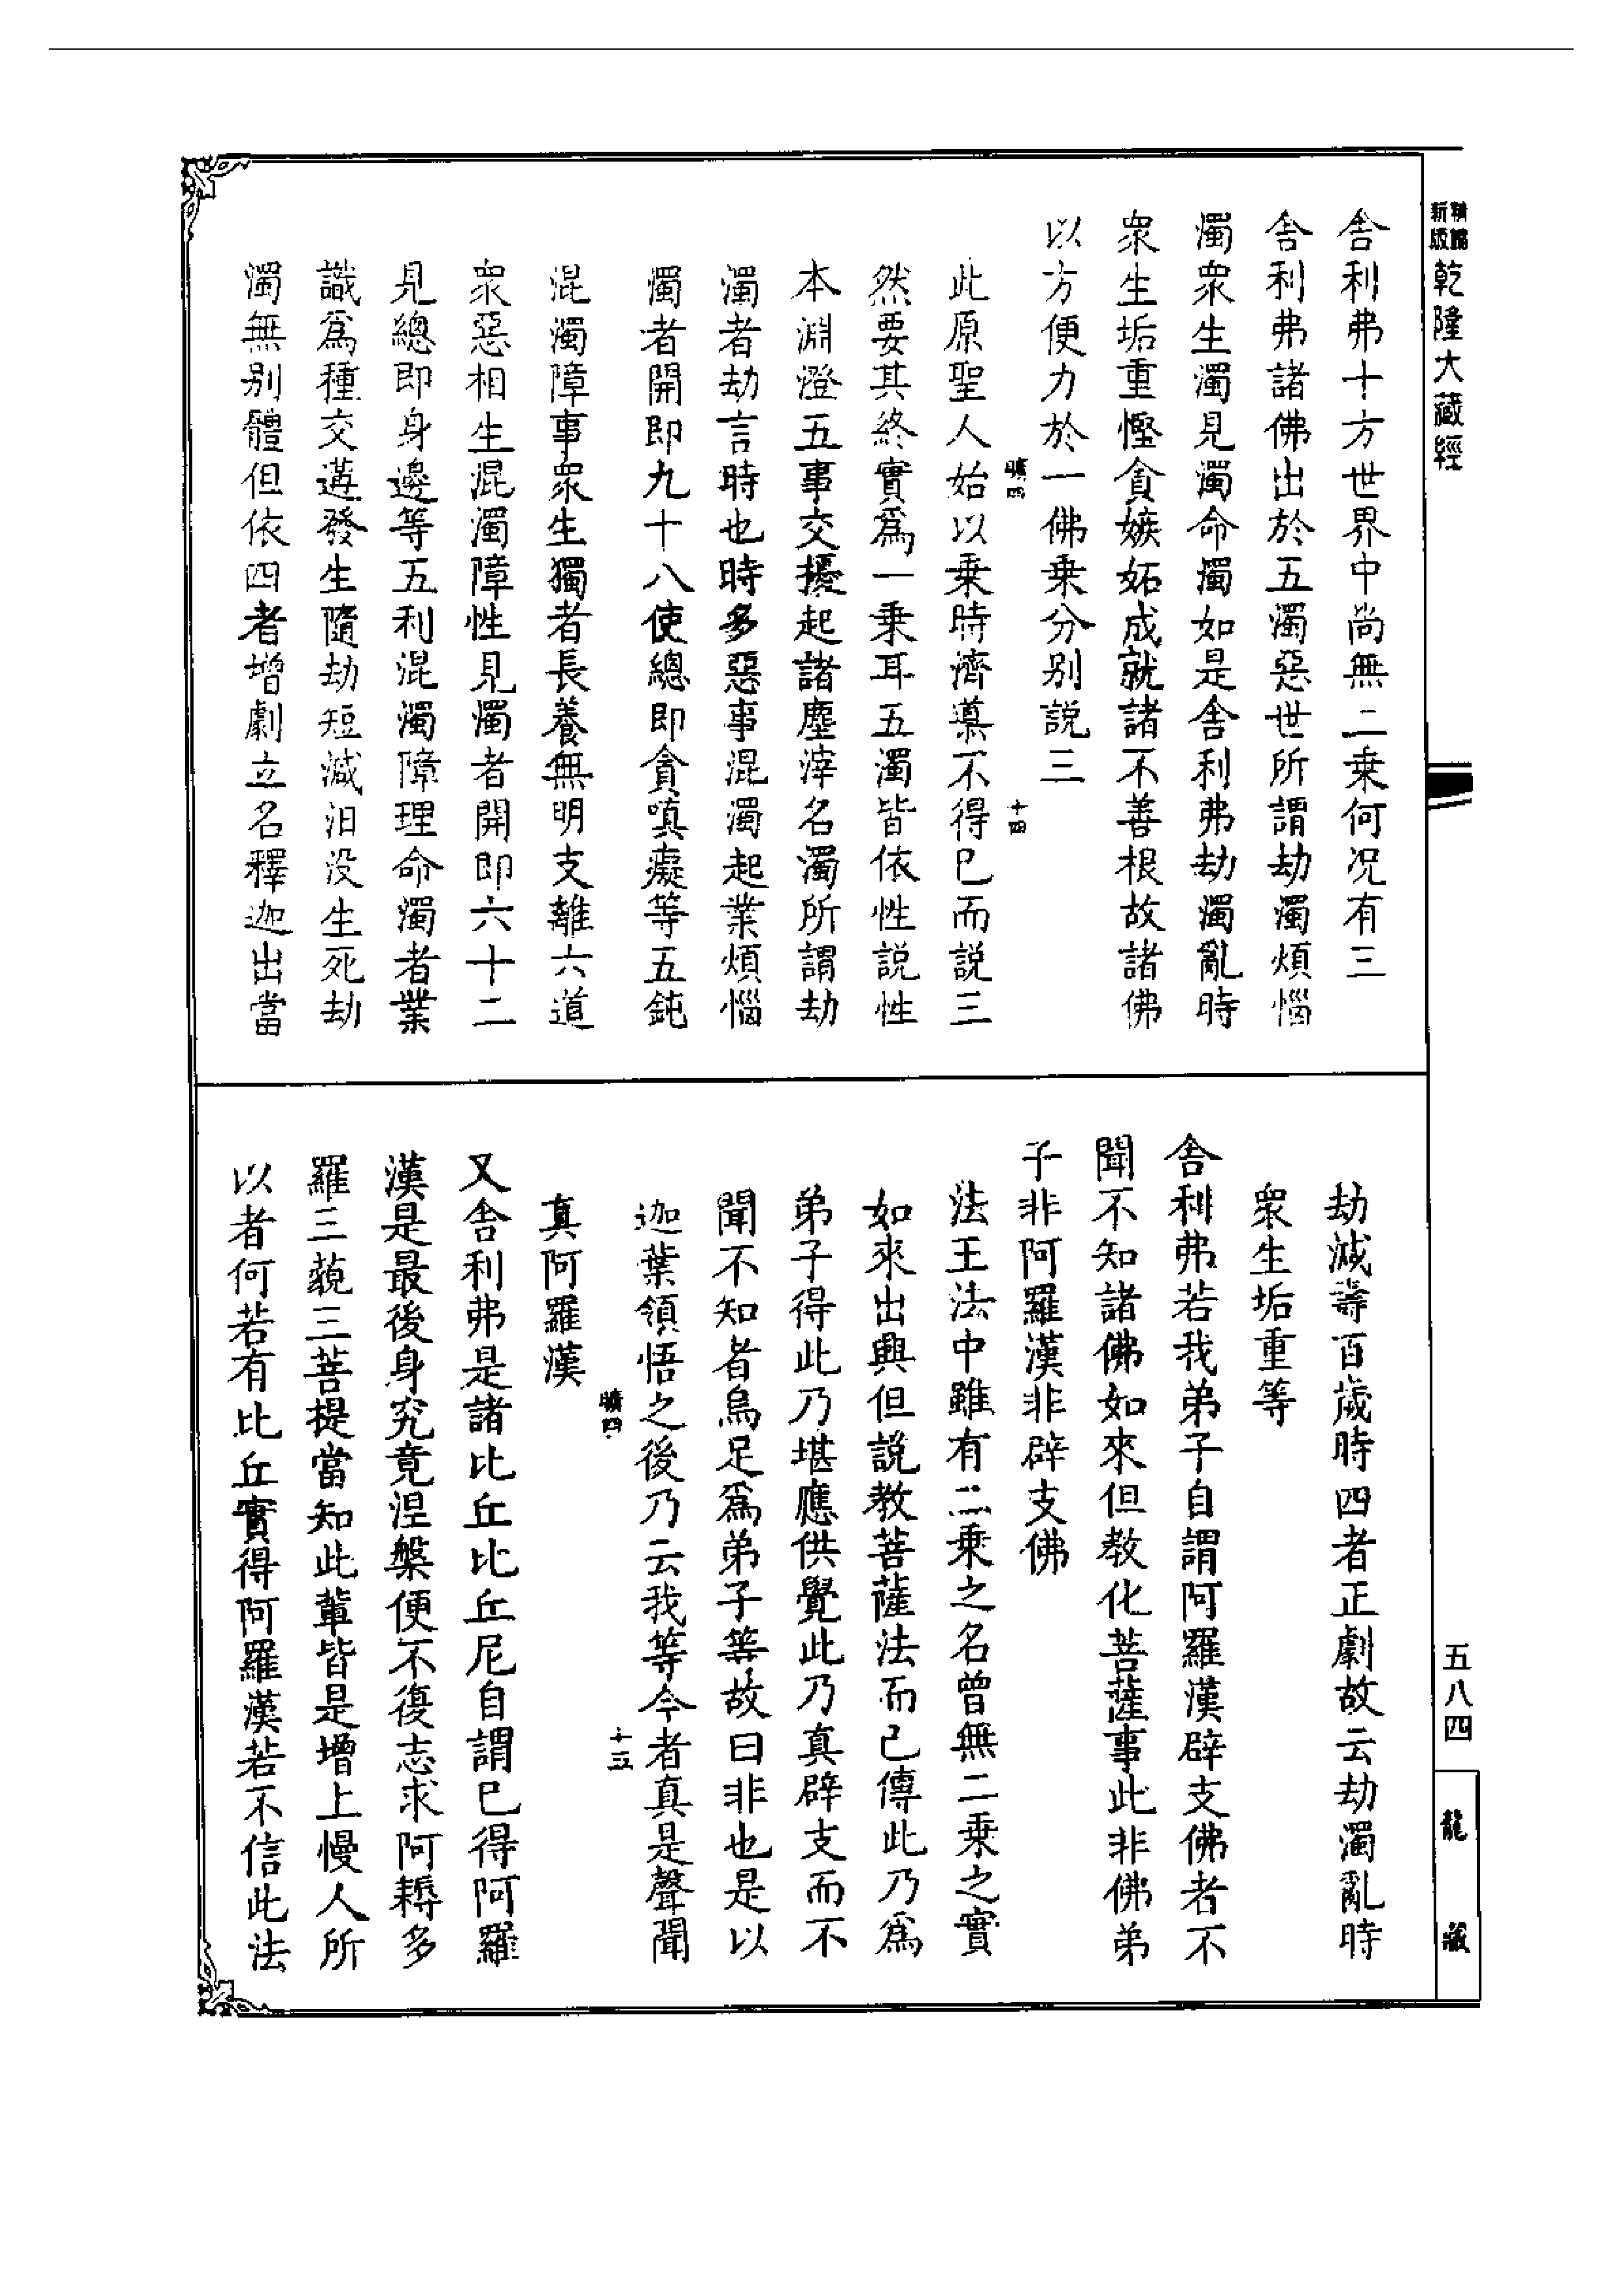 新版
乾隆大藏經
舍利弗十方世界中尚無二乗何况有三
舍利弗諸佛出於五濁惡世所謂劫濁煩惱
濁衆生濁見濁命濁如是舍利弗劫濁亂時
衆生垢重慳貪嫉妬成就諸不善根故諸佛
以方便力於一佛乗分别説三
此原聖人始以乗時濟導不得已而説三
然要其終實爲一乗耳五濁皆依性説性
本淵澄五事交擾起諸塵滓名濁所謂劫
濁者劫言時也時多惡事混濁起業煩惱
濁者開即九十八使總即貪嗔癡等五鈍
混濁障事衆生獨者長養無明支離六道
衆惡相生混濁障性見濁者開即六十二
見總即身邊等五利混濁障理命濁者業
識爲種交遘發生隨劫短減汨没生死劫
濁無别體但依四者增劇立名釋迦出當
十四
劫減壽百歲時四者正劇故云劫濁亂時
衆生垢重等
舍利弗若我弟子自謂阿羅漢辟支佛者不
聞不知諸佛如來但教化菩薩事此非佛弟
子非阿羅漢非辟支佛
法王法中雖有二乗之名曾無二乗之實
如來出興但説教菩薩法而已傳此乃爲
弟子得此乃堪應供覺此乃真辟支而不
聞不知者烏足爲弟子等故曰非也是以
迦葉領悟之後乃云我等今者真是聲聞
真阿羅漢
十五
又舍利弗是諸比丘比丘尼自謂已得阿羅
漢是最後身究竟涅槃便不復志求阿耨多
羅三藐三菩提當知此輩皆是增上慢人所
以者何若有比丘實得阿羅漢若不信此法
五八四
龍藏